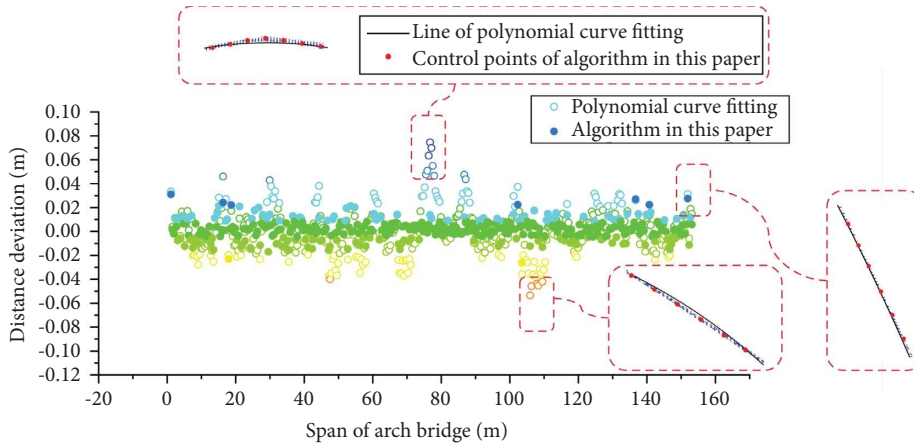 Line of polynomial curve fitting
Control points of algorithm in this paper
Polynomial curve fitting
Algorithm in this paper
Distance deviation (m)
0.10
0.08
0.06
0.04
0.02
0.00
-0.02
-0.04
-0.06
-0.08
-0.10
-0.12
-20 0 20 40 60 80 100 120 140 160
Span of arch bridge (m)